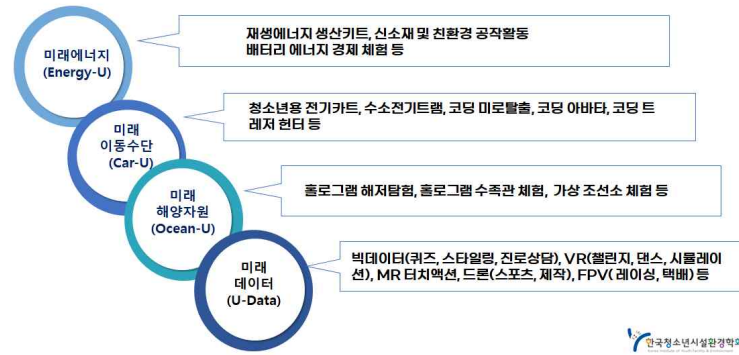 미래에너지
(Energy-U)
재생에너지 생산키트, 신소재 및 친환경 공작활동
배터리 에너지 경제 체험 등
미래
이동수단
(Car-U)
청소년용 전기카트, 수소전기트램, 코딩 미로탈출, 코딩 아바타, 코딩 트
레저 헌터 등
미래
해양자원
(Ocean-U)
홀로그램 해저탐험, 홀로그램 수족관 체험, 가상 조선소 체험 등
미래
데이터
(U-Data)
빅데이터(퀴즈, 스타일링, 진로상담), VR(챌린지, 댄스, 시뮬레이
션), MR 터치액션, 드론(스포츠, 제작), FPV( 레이싱, 택배) 등
한국청소년시설환경학회